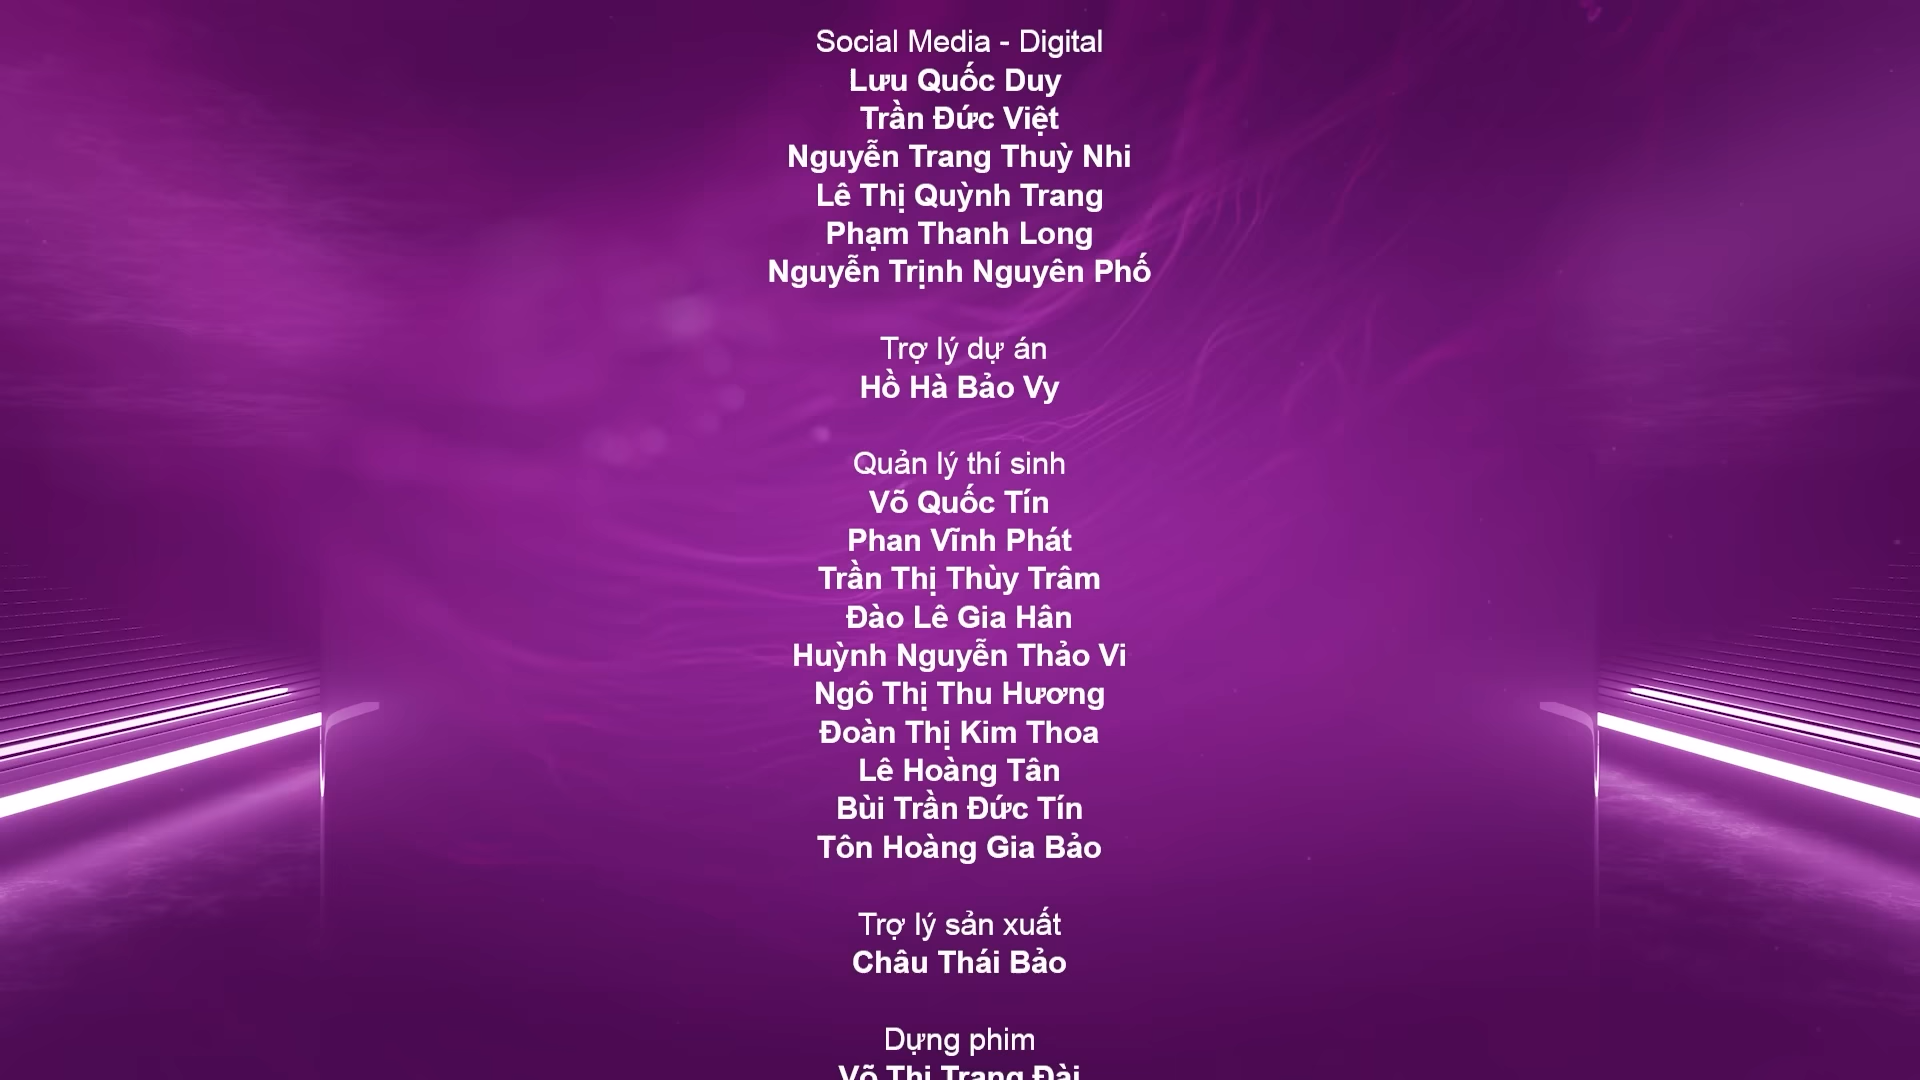 Social Media - Digital
Lưu Quốc Duy
Trần Đức Việt
Nguyễn Trang Thuỳ Nhi
Lê Thị Quỳnh Trang
Phạm Thanh Long
Nguyễn Trịnh Nguyên Phố
Trợ lý dự án
Hồ Hà Bảo Vy
Quản lý thí sinh
Võ Quốc Tín
Phan Vĩnh Phát
Trần Thị Thùy Trâm
Đào Lê Gia Hân
Huỳnh Nguyễn Thảo Vi
Ngô Thị Thu Hương
Đoàn Thị Kim Thoa
Lê Hoàng Tân
Bùi Trần Đức Tín
Tôn Hoàng Gia Bảo
Trợ lý sản xuất
Châu Thái Bảo
Dựng phim
Võ Thị Trang Đài